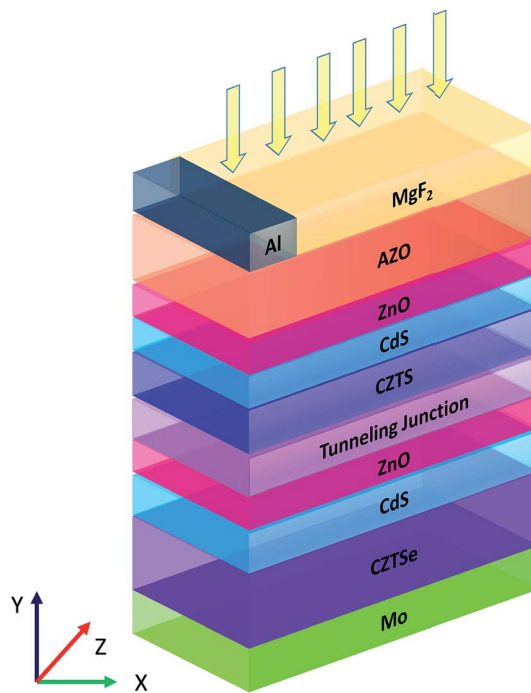 MgF₂
Al
AZO
ZnO
CdS
CZTS
Tunneling Junction
ZnO
CdS
CZTSe
Mo
Y
Z
X